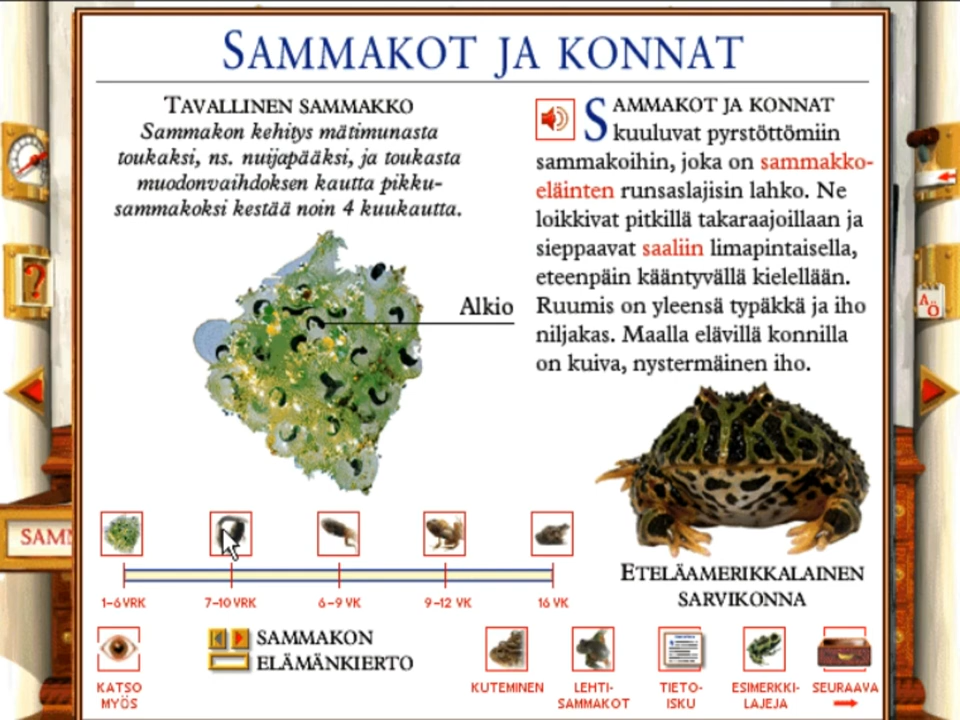 SAMMAKOT JA KONNAT
TAVALLINEN SAMMAKKO
Sammakon kehitys mätimunasta
toukaksi, ns. nuijapääksi, ja toukasta
muodonvaihdoksen kautta pikku-
sammakoksi kestää noin 4 kuukautta.
Alkio
SAMMAKOT JA KONNAT
kuuluvat pyrstöttömiin
sammakoihin, joka on sammakko-
eläinten runsaslajisin lahko. Ne
loikkivat pitkillä takaraajoillaan ja
sieppaavat saaliin limapintaisella,
eteenpäin kääntyvällä kielellään.
Ruumis on yleensä typäkkä ja iho
niljakas. Maalla elävillä konnilla
on kuiva, nystermäinen iho.
?
A
Ö
SAMM
ETELÄAMERIKKALAINEN
SARVIKONNA
1-6 VRK
7-10 VRK
6-9 VK
9-12 VK
16 VK
KATSO
MYÖS
SAMMAKON
ELÄMÄNKIERTO
KUTEMINEN
LEHTI-
SAMMAKOT
TIETO-
ISKU
ESIMERKKI-
LAJEJA
SEURAAVA